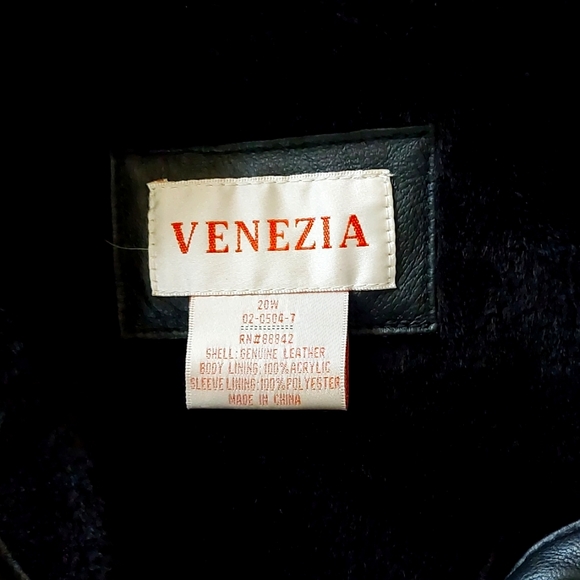 VENEZIA
20W
02-0504-7
RN#88842
SHELL: GENUINE LEATHER
BODY LINING: 100% ACRYLIC
SLEEVE LINING: 100% POLYESTER
MADE IN CHINA